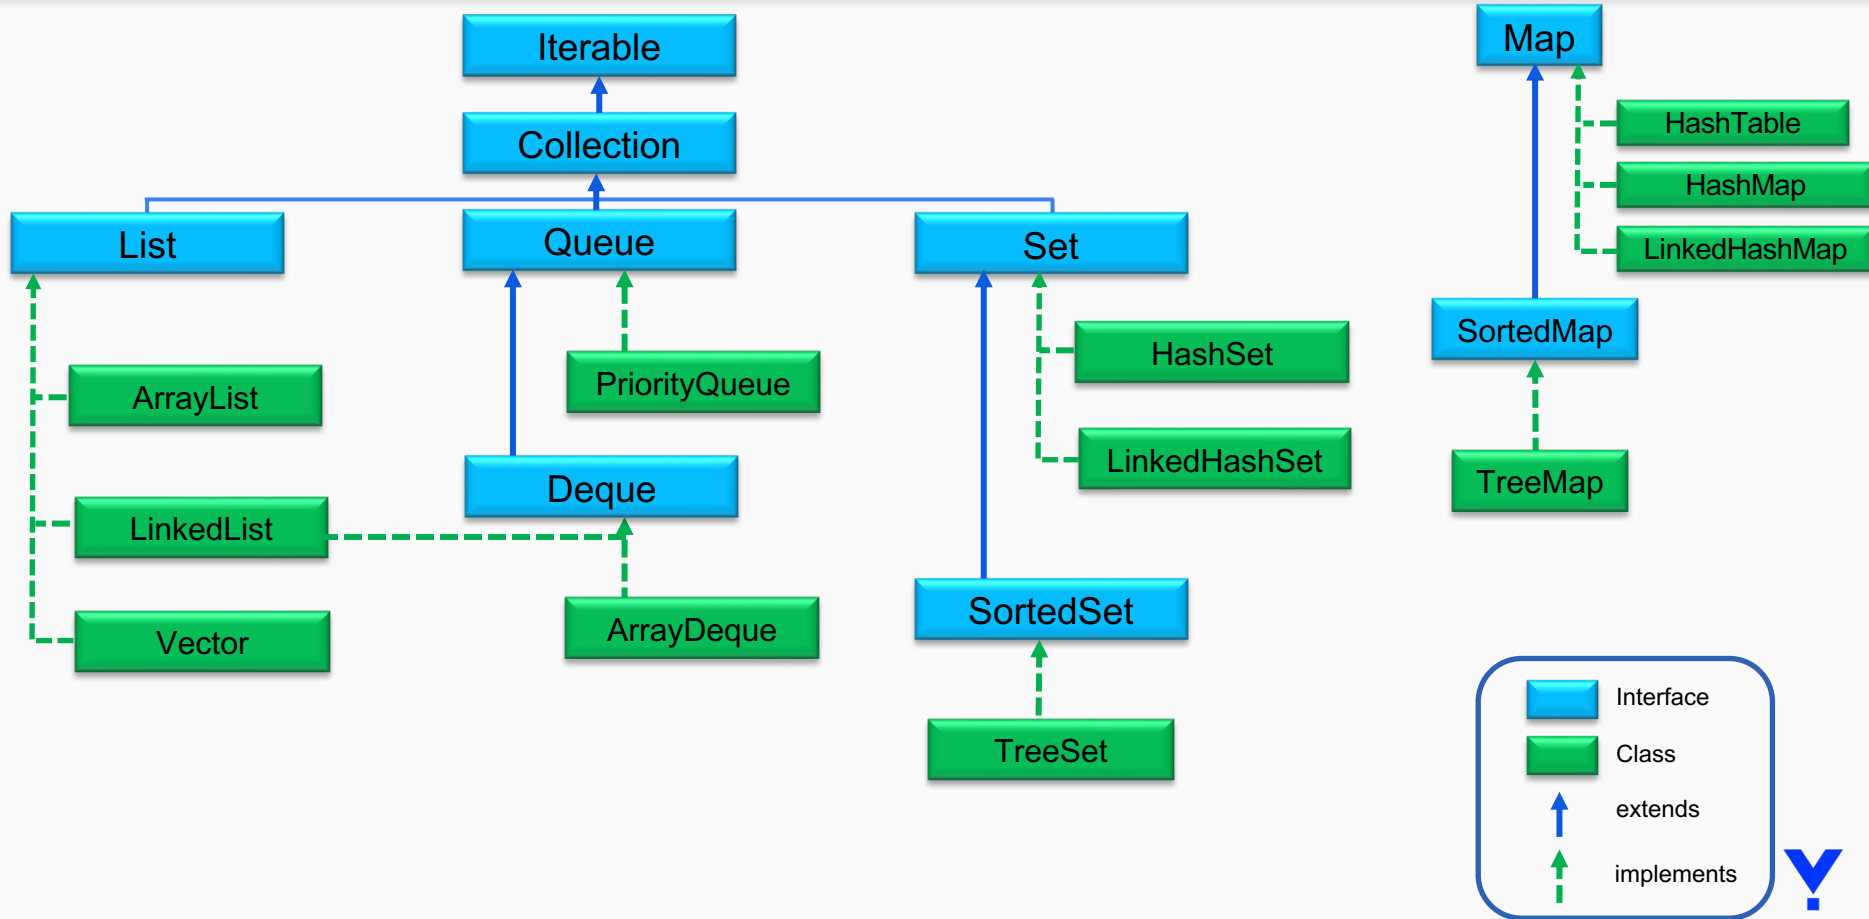 Iterable
Collection
List
Queue
Set
ArrayList
LinkedList
Vector
PriorityQueue
Deque
ArrayDeque
HashSet
LinkedHashSet
SortedSet
TreeSet
Map
HashTable
HashMap
LinkedHashMap
SortedMap
TreeMap
Interface
Class
extends
implements